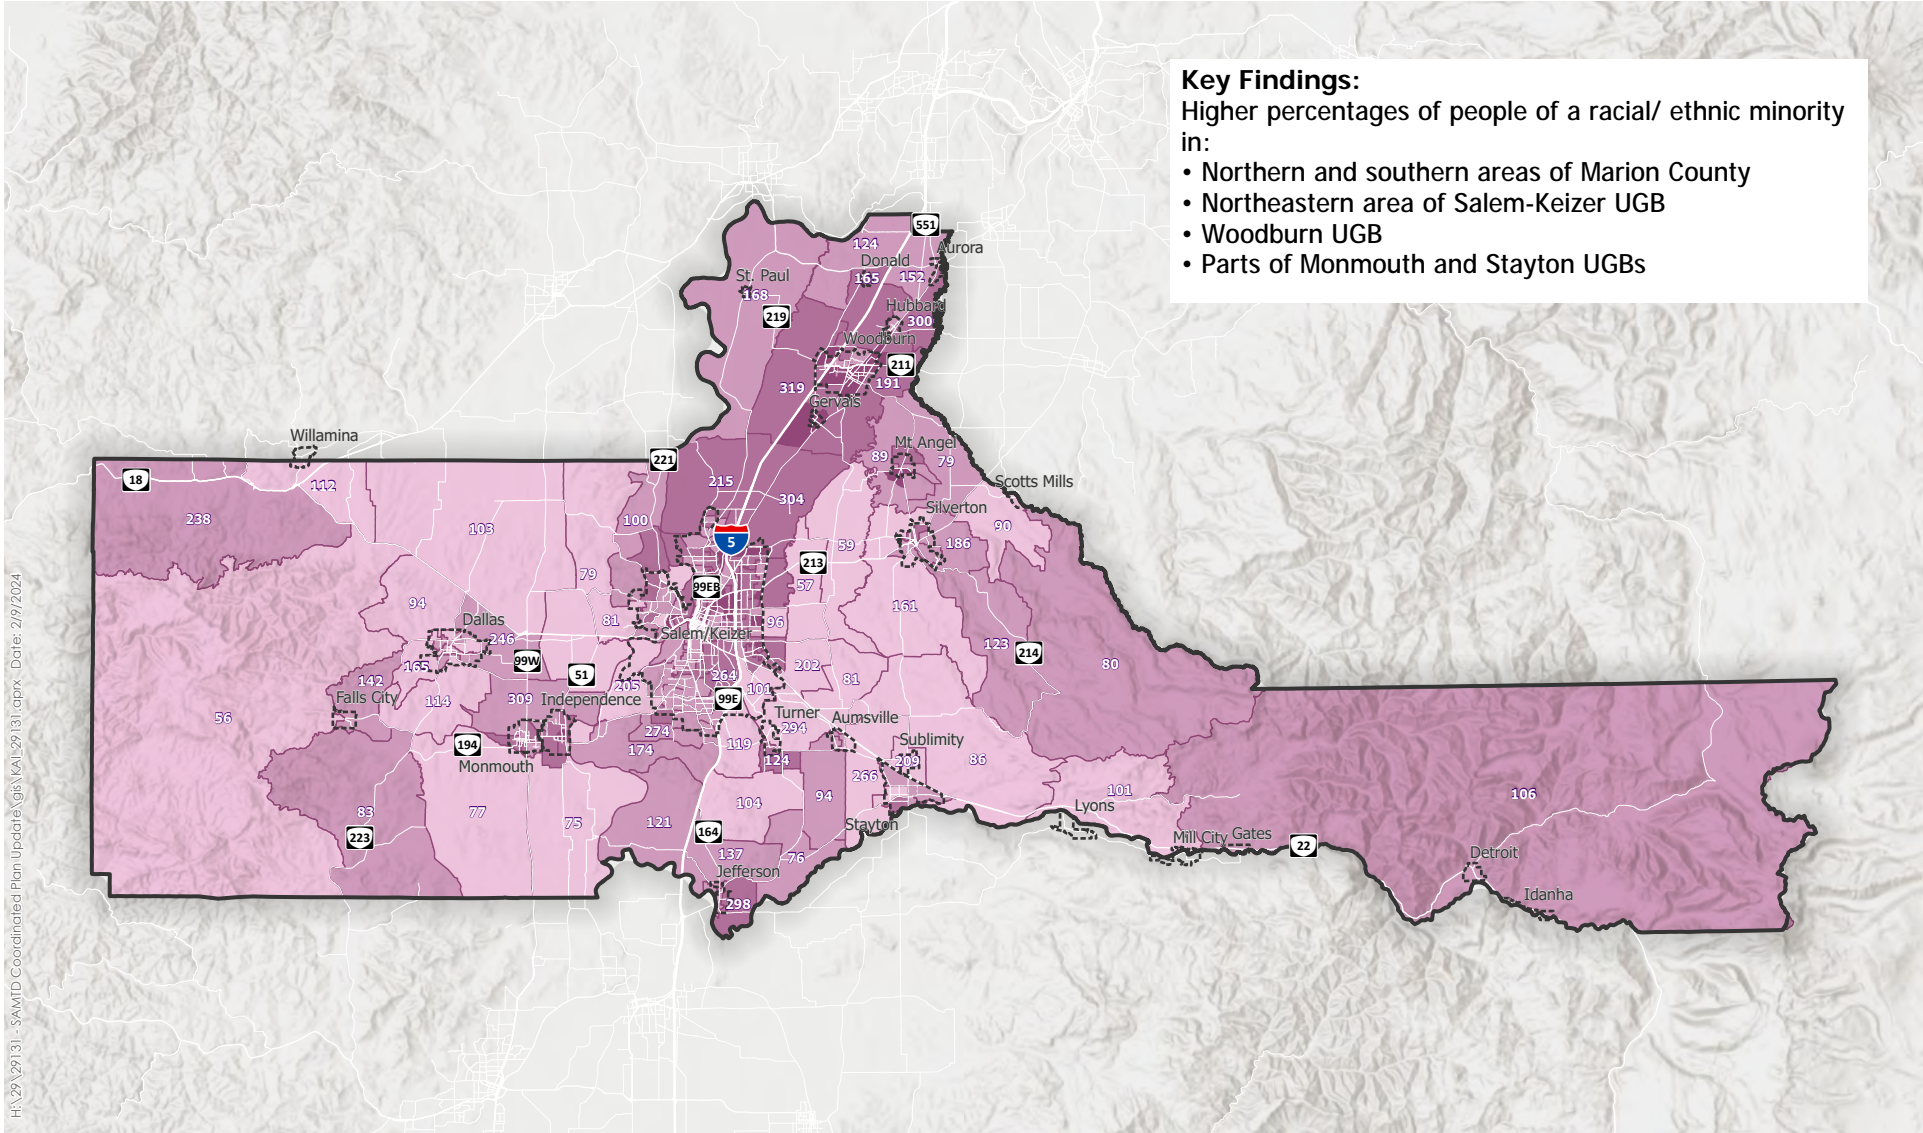 Key Findings:
Higher percentages of people of a racial/ ethnic minority
in:
• Northern and southern areas of Marion County
• Northeastern area of Salem-Keizer UGB
• Woodburn UGB
• Parts of Monmouth and Stayton UGBs
551
124
Aurora
Donald
St. Paul
165
152
168
Hubbard
219
300
Woodburn
211
319
191
Gervais
Willamina
Mt Angel
221
89
79
18
215
Scotts Mills
112
304
238
100
Silverton
90
103
5
59
186
213
79
57
99EB
94
161
Dallas
81
96
246
Salem/Keizer
123
214
99W
80
165
202
51
264
142
205
101
81
Falls City
114
309
Independence
99E
56
Turner
Aumsville
274
294
194
174
119
Sublimity
Monmouth
124
209
86
266
101
94
106
104
83
77
75
121
Lyons
223
164
Stayton
Mill City
Gates
22
137
76
Detroit
Jefferson
298
Idanha
H:\29\29131 - SAMTD Coordinated Plan Update\gis\KAI_29131.aprx Date: 2/9/2024